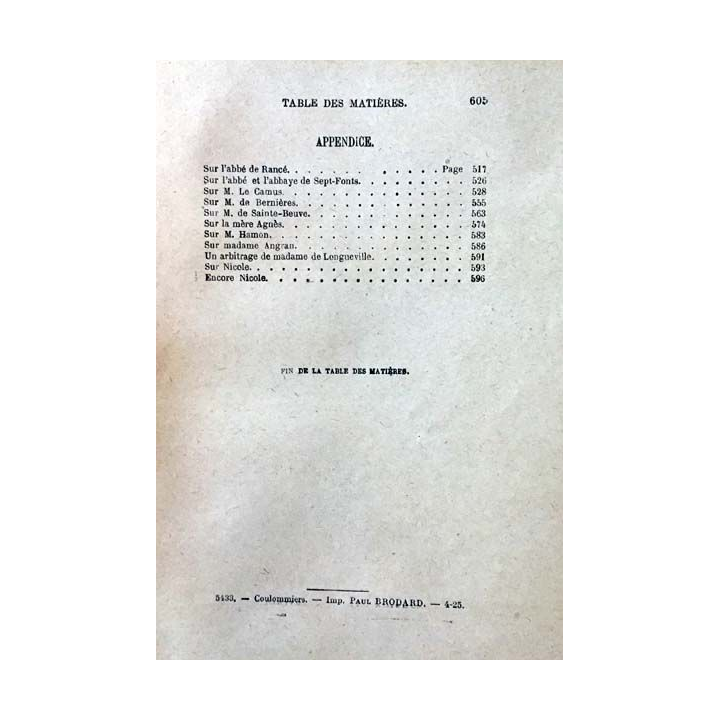 TABLE DES MATIÈRES. 605
APPENDICE.
Sur l'abbé de Rancé. . . . . . . . . . . . Page 517
Sur l'abbé et l'abbaye de Sept-Fonts. . . . . . . . . 526
Sur M. Le Camus. . . . . . . . . . . . . . . 528
Sur M. de Bernières. . . . . . . . . . . . . . 555
Sur M. de Sainte-Beuve. . . . . . . . . . . . . 563
Sur la mère Agnès. . . . . . . . . . . . . . . 574
Sur M. Hamon. . . . . . . . . . . . . . . . 583
Sur madame Angran. . . . . . . . . . . . . . 586
Un arbitrage de madame de Longueville. . . . . . . . 591
Sur Nicole. . . . . . . . . . . . . . . . . 593
Encore Nicole. . . . . . . . . . . . . . . . 596
FIN DE LA TABLE DES MATIÈRES.
5433. — Coulommiers. — Imp. PAUL BRODARD. — 4-25.